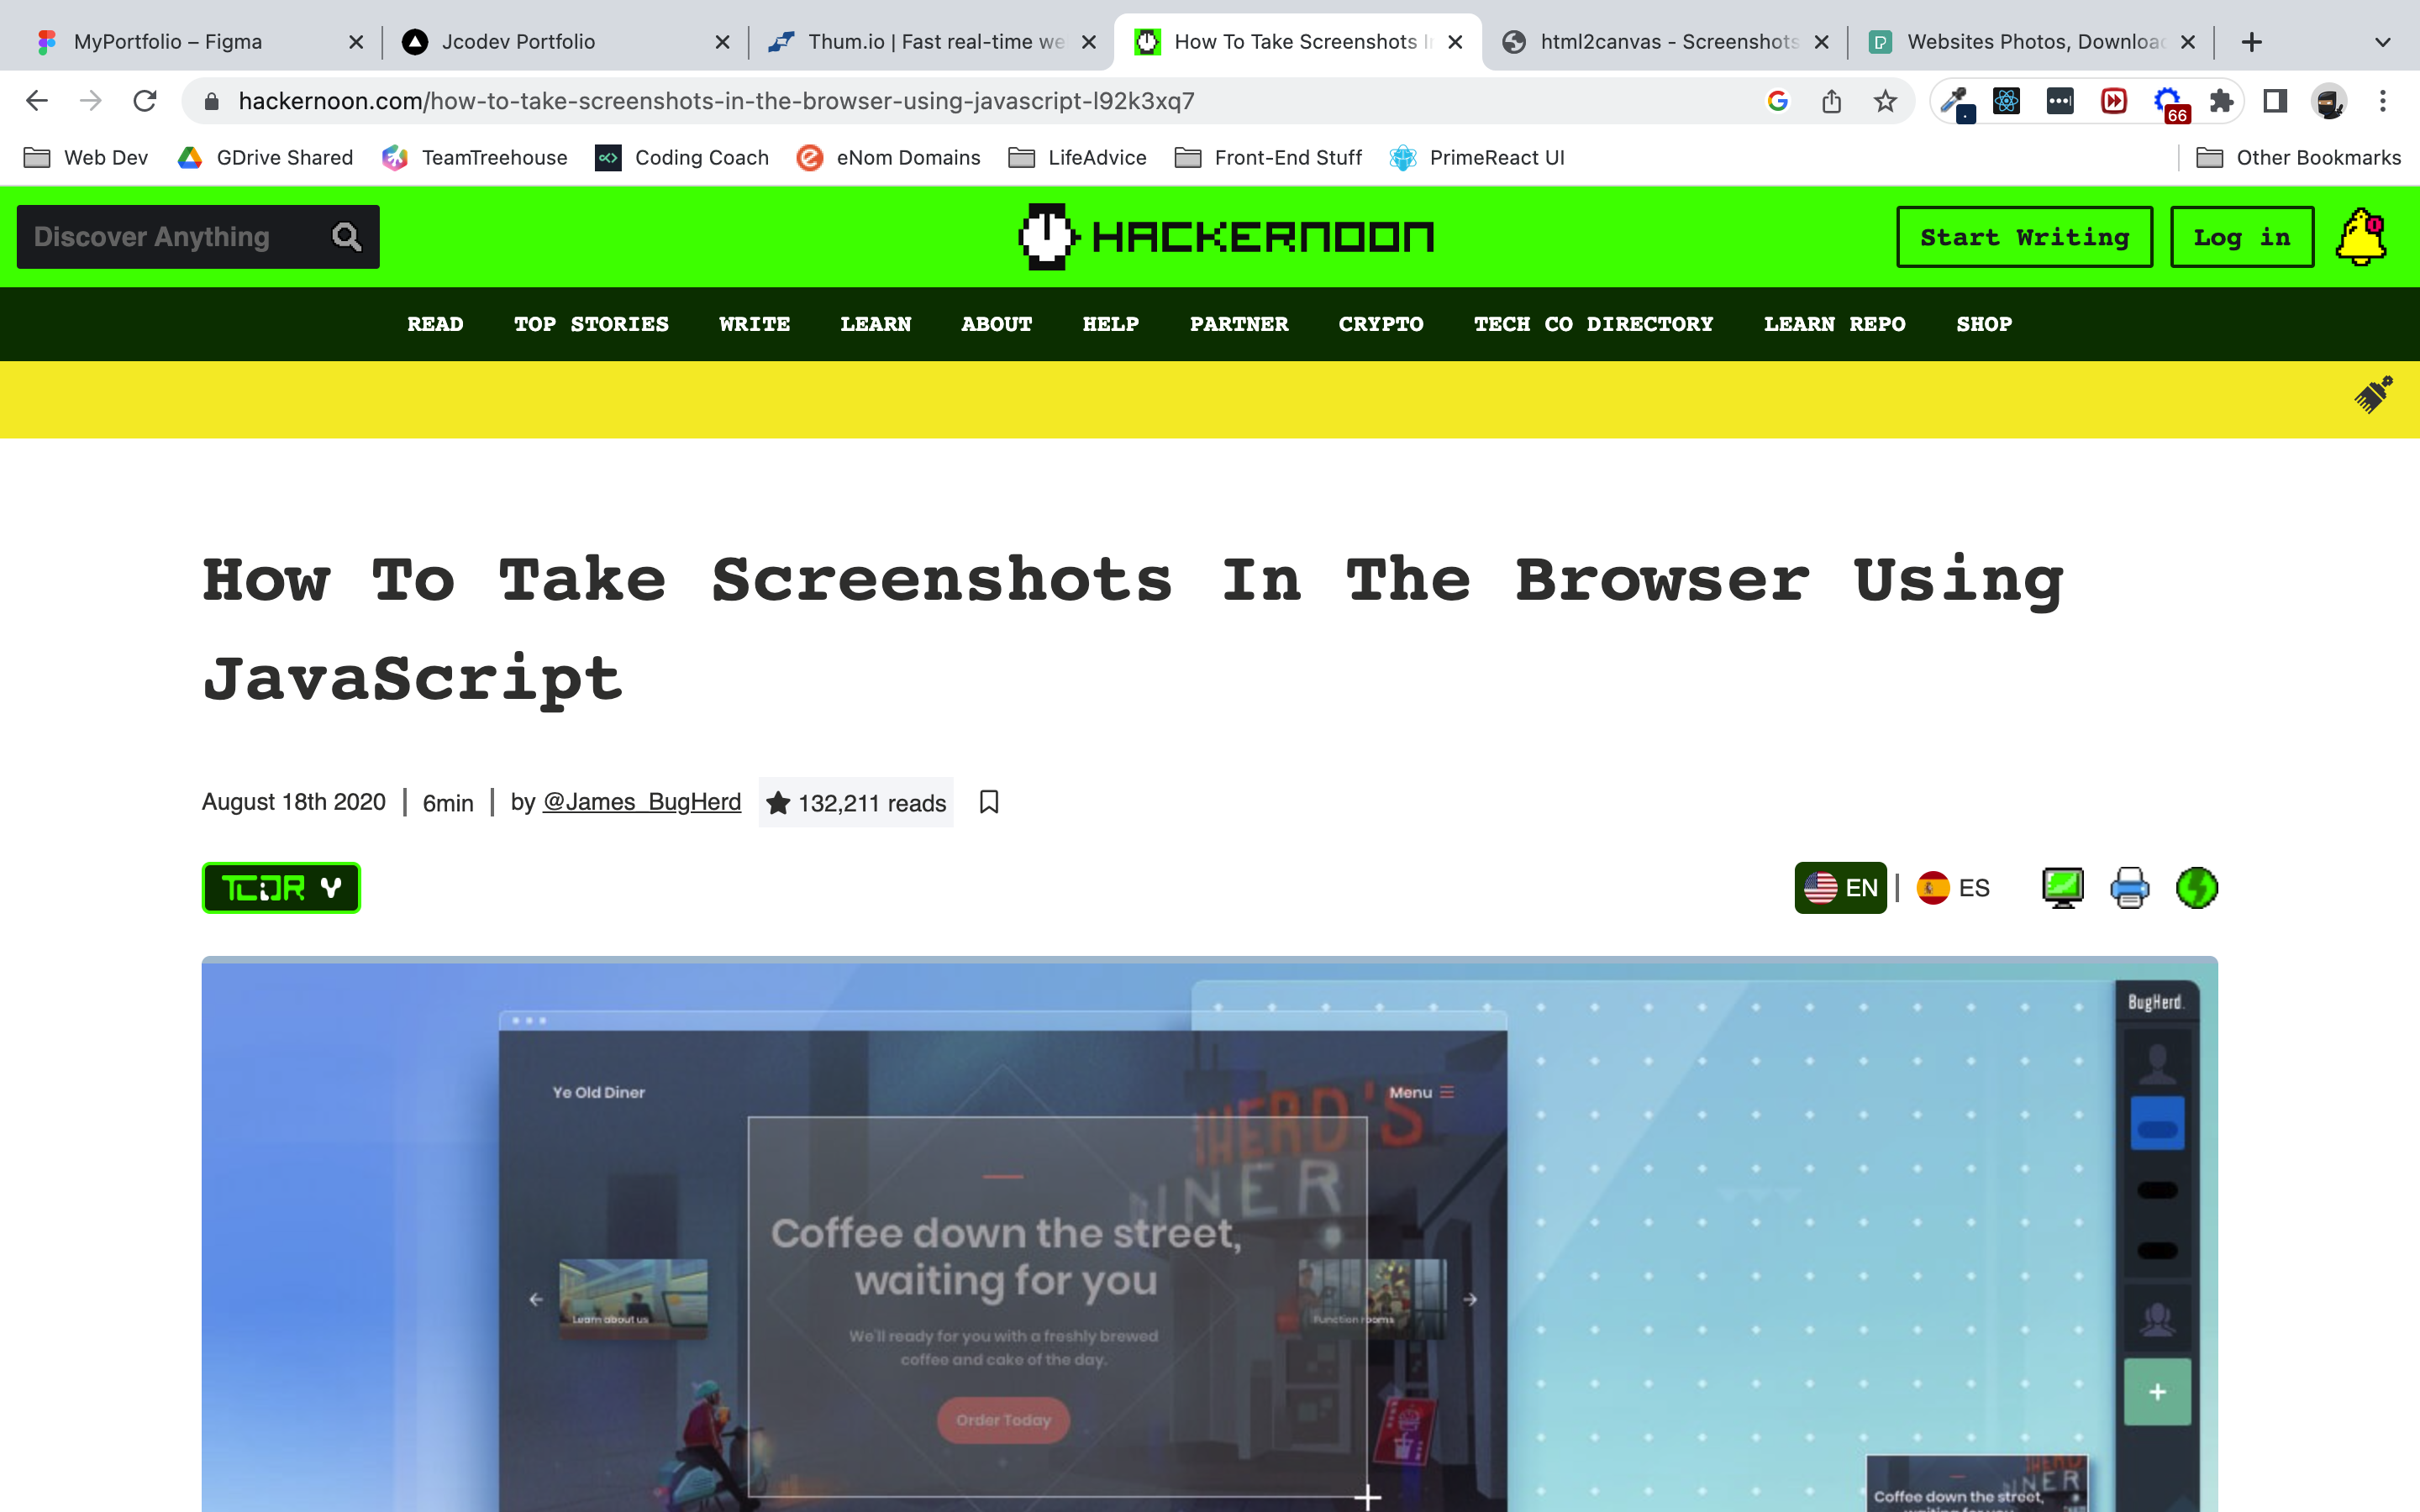 MyPortfolio – Figma
Jcodev Portfolio
Thum.io | Fast real-time we
How To Take Screenshots In
html2canvas - Screenshots
Websites Photos, Downloa
hackernoon.com/how-to-take-screenshots-in-the-browser-using-javascript-l92k3xq7
66
Web Dev
GDrive Shared
TeamTreehouse
Coding Coach
eNom Domains
LifeAdvice
Front-End Stuff
PrimeReact UI
Other Bookmarks
Discover Anything
HACKERNOON
Start Writing
Log in
READ
TOP STORIES
WRITE
LEARN
ABOUT
HELP
PARTNER
CRYPTO
TECH CO DIRECTORY
LEARN REPO
SHOP
How To Take Screenshots In The Browser Using
JavaScript
August 18th 2020 | 6min | by @James_BugHerd
132,211 reads
TLDR
EN | ES
BugHerd.
Ye Old Diner
Menu
HERD'S
NNER
Coffee down the street,
waiting for you
Learn about us
Function rooms
We'll ready for you with a freshly brewed
coffee and cake of the day.
Order Today
HERD
NNER
Coffee down the street,